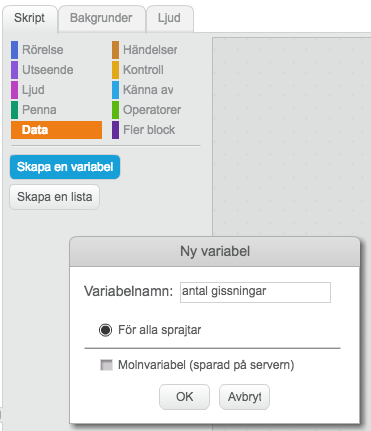 Skript Bakgrunder Ljud
Rörelse Händelser
Utseende Kontroll
Ljud Känna av
Penna Operatorer
Data Fler block
Skapa en variabel
Skapa en lista
Ny variabel
Variabelnamn: antal gissningar
För alla sprajtar
Molnvariabel (sparad på servern)
OK Avbryt